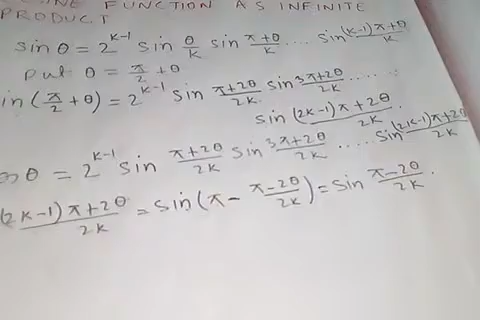 FUNCTION AS INFINITE
PRODUCT
sin θ = 2^{k-1} sin θ/k sin (π+θ)/k .... sin ((k-1)π+θ)/k
Put θ = π/2 + θ
in (π/2 + θ) = 2^{k-1} sin (π+2θ)/2k sin (3π+2θ)/2k ......
sin ((2k-1)π+2θ)/2k
θ = 2^{k-1} sin (π+2θ)/2k sin (3π+2θ)/2k ..... sin ((2k-1)π+2θ)/2k
(2k-1)π+2θ/2k = sin(π - (π-2θ)/2k) = sin (π-2θ)/2k .